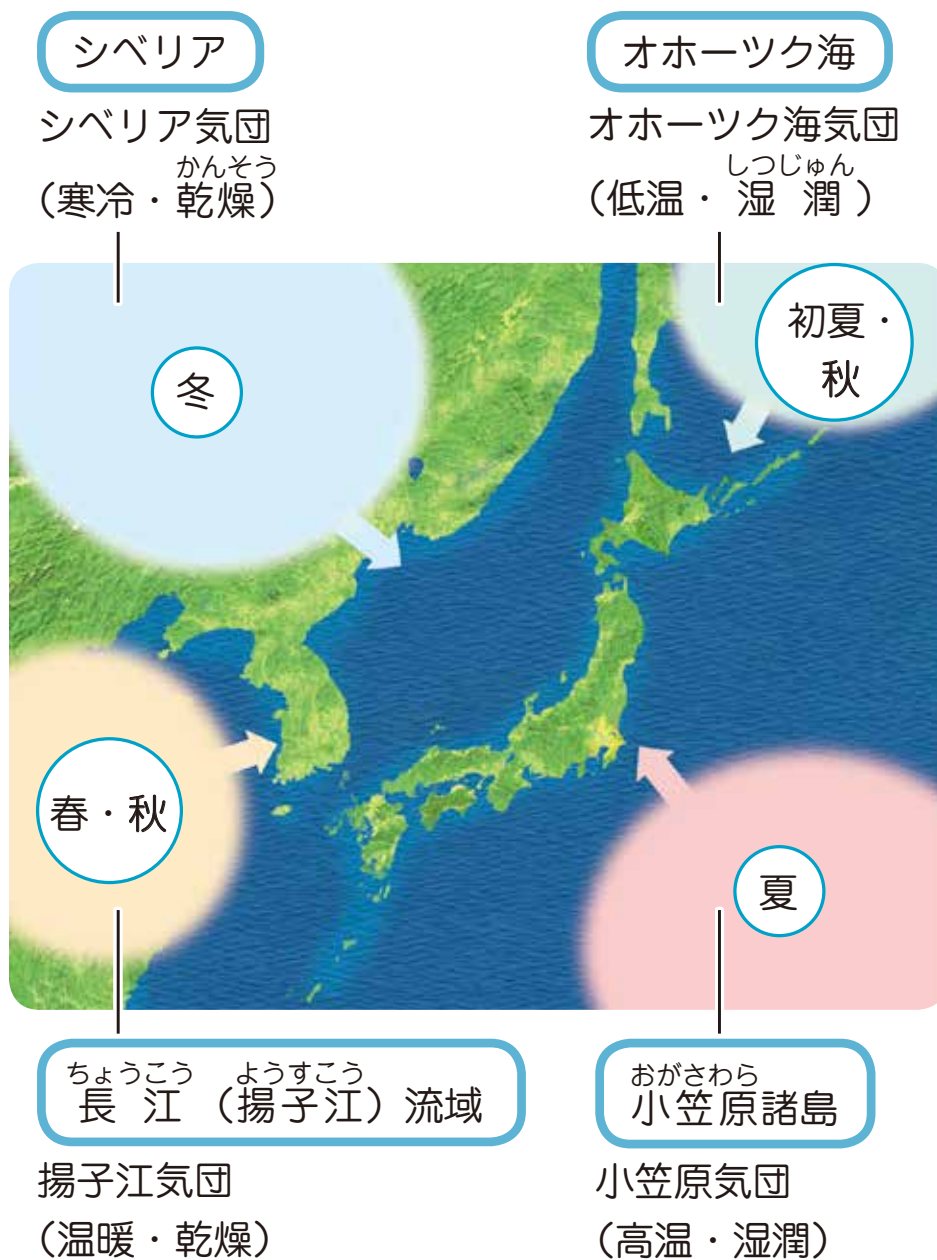 シベリア
シベリア気団
かんそう
(寒冷・乾燥)
オホーツク海
オホーツク海気団
しつじゅん
(低温・湿潤)
冬
初夏・
秋
春・秋
夏
ちょうこう ようすこう
長江(揚子江)流域
揚子江気団
(温暖・乾燥)
おがさわら
小笠原諸島
小笠原気団
(高温・湿潤)